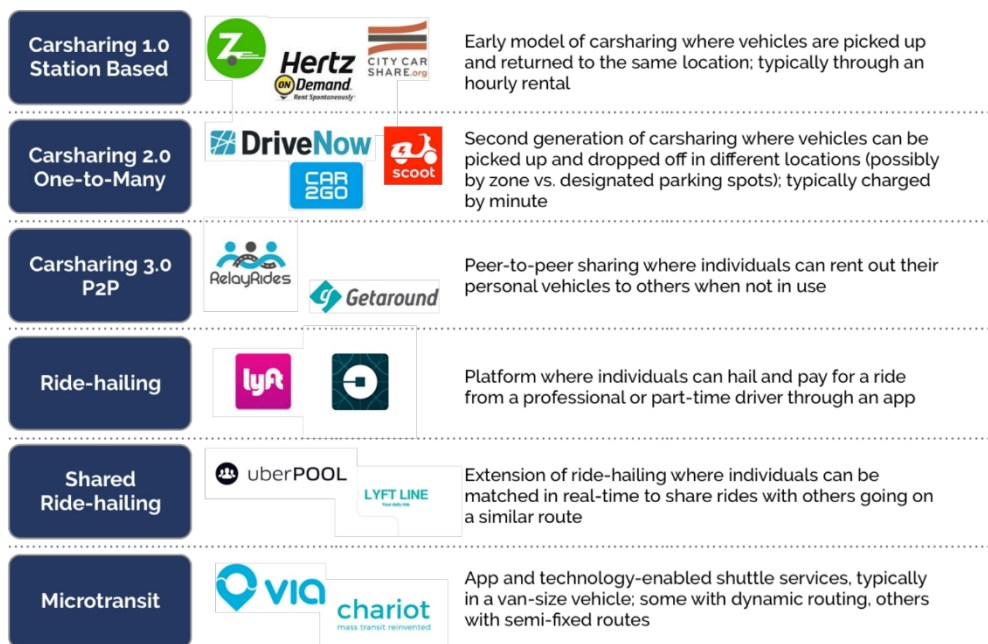 Carsharing 1.0
Station Based
Z
Hertz
ON Demand
Rent Spontaneously
CITY CAR
SHARE.org
Early model of carsharing where vehicles are picked up
and returned to the same location; typically through an
hourly rental
Carsharing 2.0
One-to-Many
DriveNow
CAR
2GO
scoot
Second generation of carsharing where vehicles can be
picked up and dropped off in different locations (possibly
by zone vs. designated parking spots); typically charged
by minute
Carsharing 3.0
P2P
RelayRides
Getaround
Peer-to-peer sharing where individuals can rent out their
personal vehicles to others when not in use
Ride-hailing
lyft
Platform where individuals can hail and pay for a ride
from a professional or part-time driver through an app
Shared
Ride-hailing
uberPOOL
LYFT LINE
Your daily ride
Extension of ride-hailing where individuals can be
matched in real-time to share rides with others going on
a similar route
Microtransit
via
chariot
mass transit reinvented
App and technology-enabled shuttle services, typically
in a van-size vehicle; some with dynamic routing, others
with semi-fixed routes